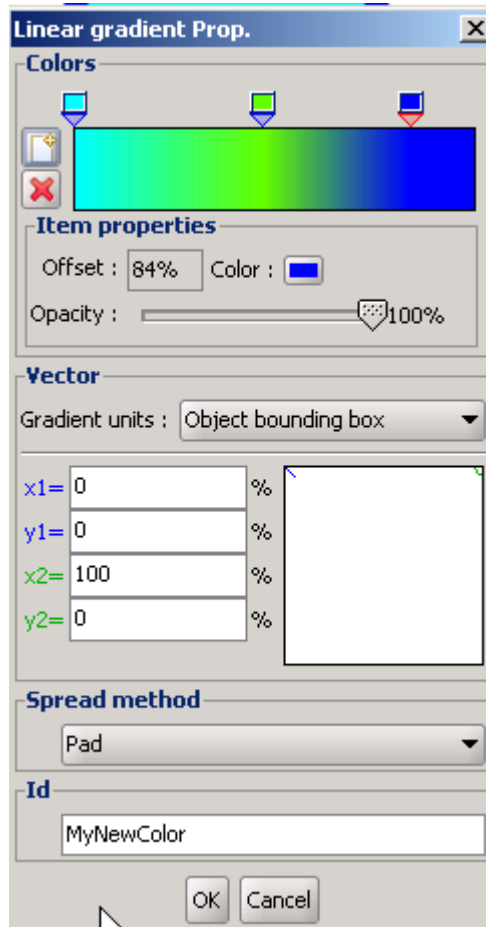 Linear gradient Prop.
Colors
Item properties
Offset : 84% Color :
Opacity : 100%
Vector
Gradient units : Object bounding box
x1= 0 %
y1= 0 %
x2= 100 %
y2= 0 %
Spread method
Pad
Id
MyNewColor
OK Cancel